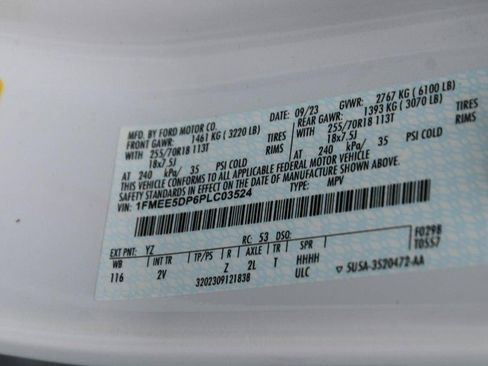 MFD. BY FORD MOTOR CO.
DATE: 09/23 GVWR: 2767 KG ( 6100 LB)
FRONT GAWR: 1461 KG ( 3220 LB) REAR GAWR: 1393 KG ( 3070 LB)
WITH 255/70R18 113T TIRES WITH 255/70R18 113T TIRES
18x7.5J RIMS 18x7.5J RIMS
AT 240 kPa/ 35 PSI COLD AT 240 kPa/ 35 PSI COLD
THIS VEHICLE CONFORMS TO ALL APPLICABLE FEDERAL MOTOR VEHICLE
SAFETY AND THEFT PREVENTION STANDARDS IN EFFECT ON THE DATE OF MANUFACTURE SHOWN ABOVE.
VIN: 1FMEE5DP6PLC03524 TYPE: MPV
F0298
T0557
EXT PNT: YZ RC: 53 DSO:
WB INT TR TP/PS R AXLE TR SPR
116 2V Z 2L T HHHH
3202309121838 ULC 5U5A-3520472-AA